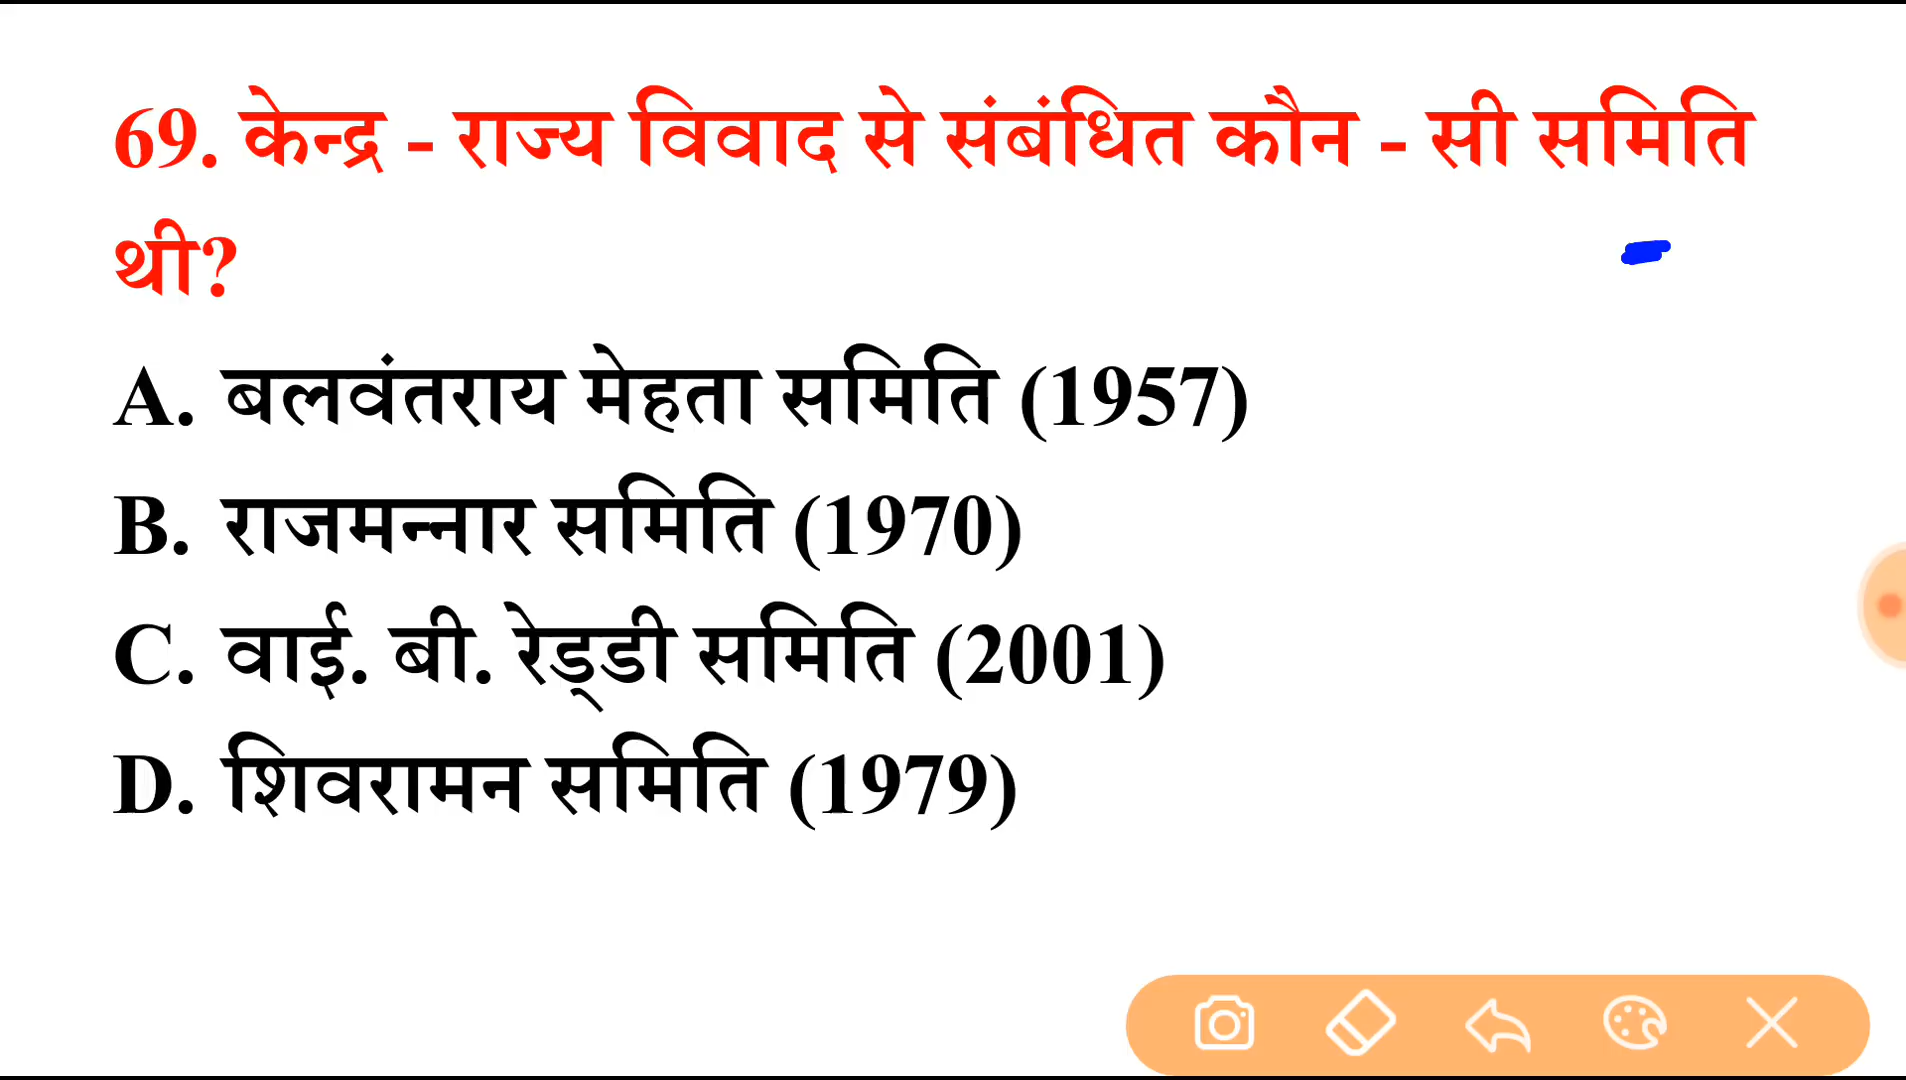 69. केन्द्र - राज्य विवाद से संबंधित कौन - सी समिति
थी?
A. बलवंतराय मेहता समिति (1957)
B. राजमन्नार समिति (1970)
C. वाई. बी. रेड्‌डी समिति (2001)
D. शिवरामन समिति (1979)